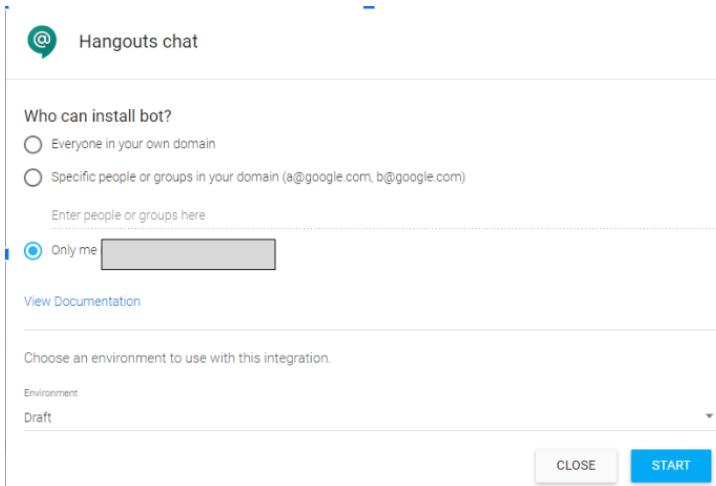 Hangouts chat
Who can install bot?
Everyone in your own domain
Specific people or groups in your domain (a@google.com, b@google.com)
Enter people or groups here
Only me
View Documentation
Choose an environment to use with this integration.
Environment
Draft
CLOSE START